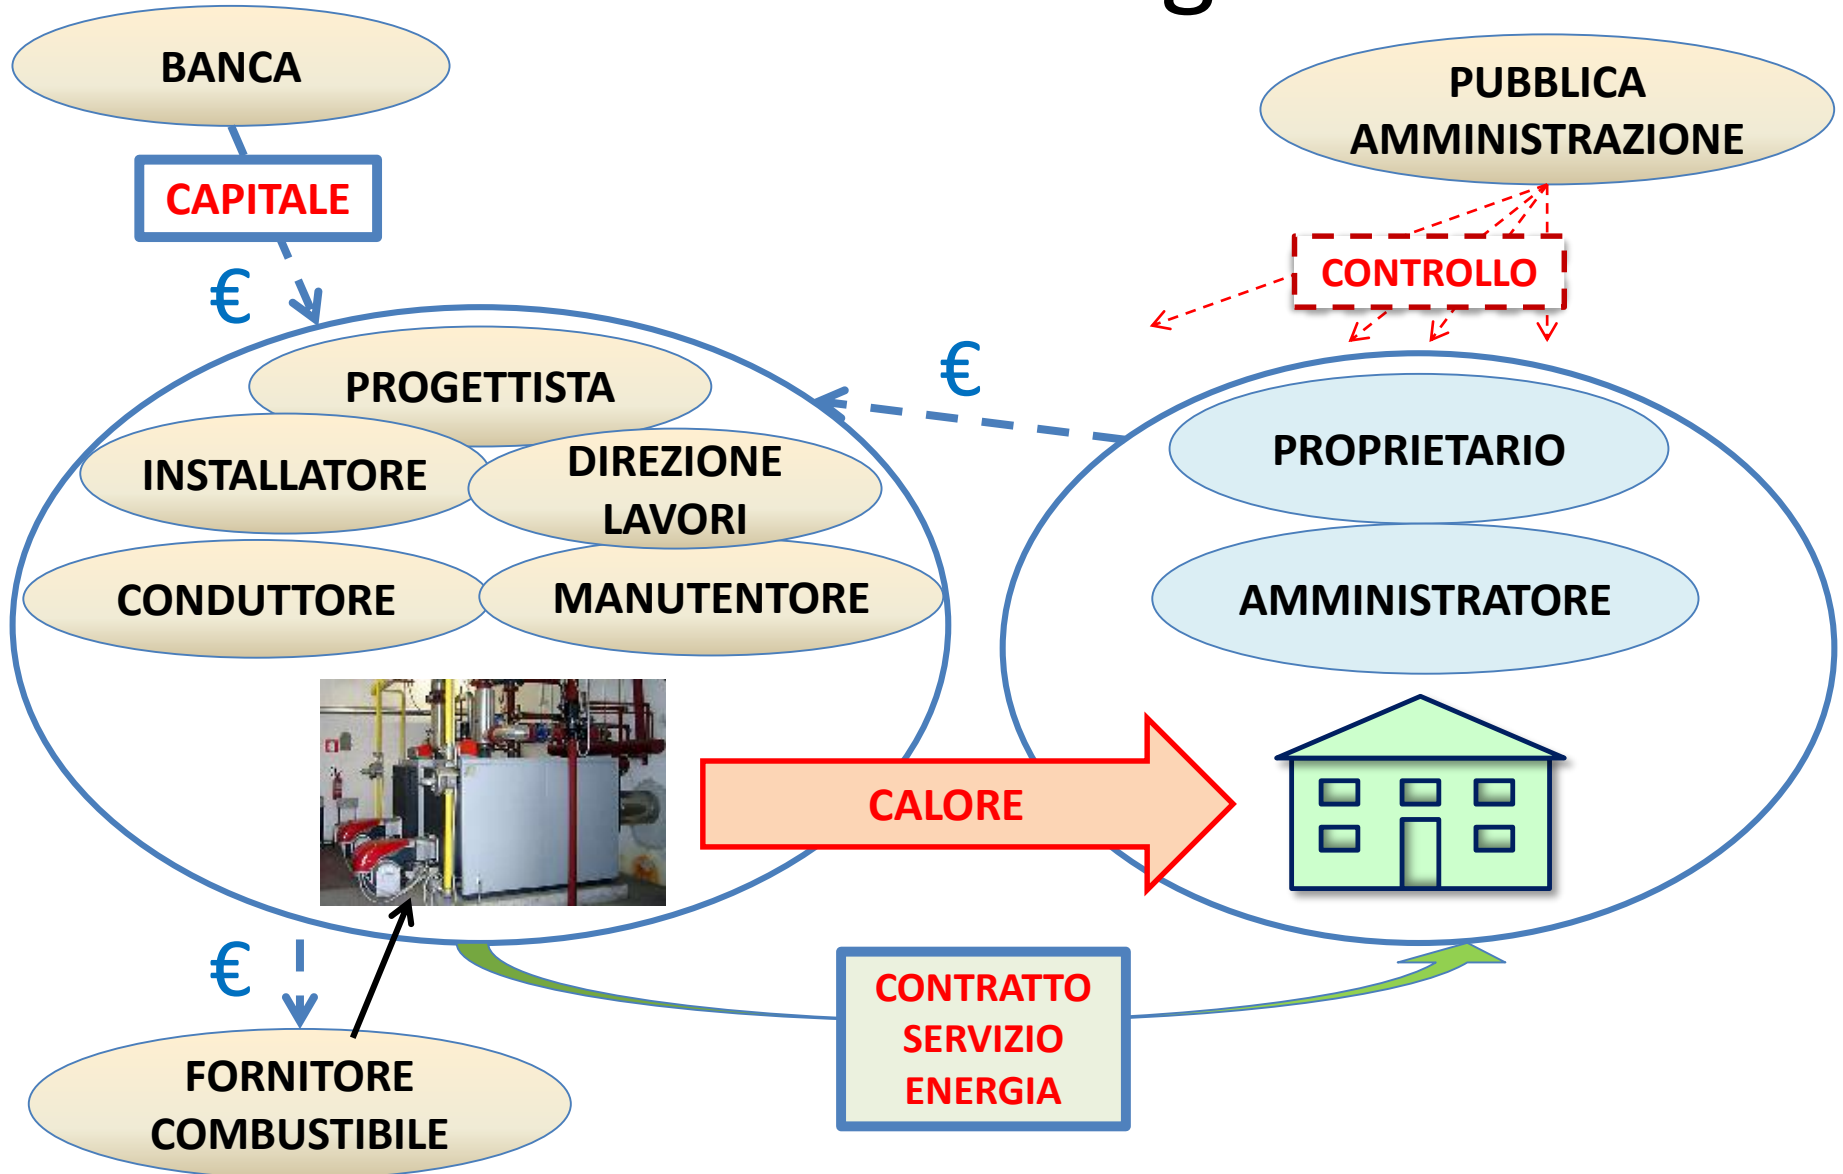 BANCA
PUBBLICA
AMMINISTRAZIONE
CAPITALE
CONTROLLO
€
€
PROGETTISTA
INSTALLATORE
DIREZIONE
LAVORI
CONDUTTORE
MANUTENTORE
PROPRIETARIO
AMMINISTRATORE
CALORE
€
CONTRATTO
SERVIZIO
ENERGIA
FORNITORE
COMBUSTIBILE